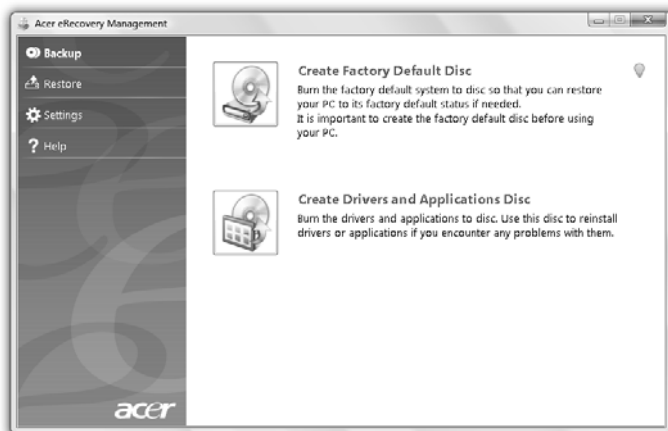 Acer eRecovery Management
Backup
Restore
Settings
? Help
Create Factory Default Disc
Burn the factory default system to disc so that you can restore
your PC to its factory default status if needed.
It is important to create the factory default disc before using
your PC.
Create Drivers and Applications Disc
Burn the drivers and applications to disc. Use this disc to reinstall
drivers or applications if you encounter any problems with them.
acer